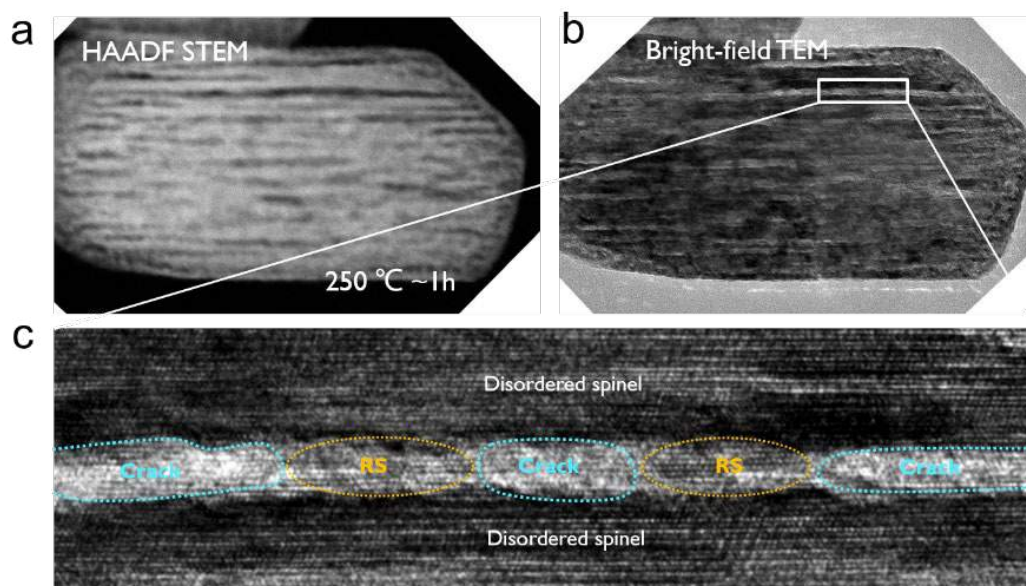 a
HAADF STEM
250 °C ~1h
b
Bright-field TEM
c
Disordered spinel
Crack
RS
Crack
RS
Crack
Disordered spinel